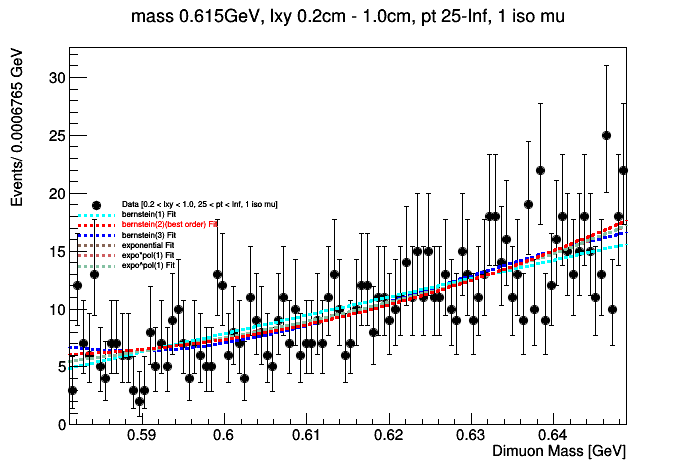 mass 0.615GeV, lxy 0.2cm - 1.0cm, pt 25-Inf, 1 iso mu
Events/ 0.0006765 GeV
30
25
20
15
10
5
0
Data [0.2 < lxy < 1.0, 25 < pt < Inf, 1 iso mu]
bernstein(1) Fit
bernstein(2)(best order) Fit
bernstein(3) Fit
exponential Fit
expo*pol(1) Fit
expo^pol(1) Fit
0.59 0.6 0.61 0.62 0.63 0.64
Dimuon Mass [GeV]